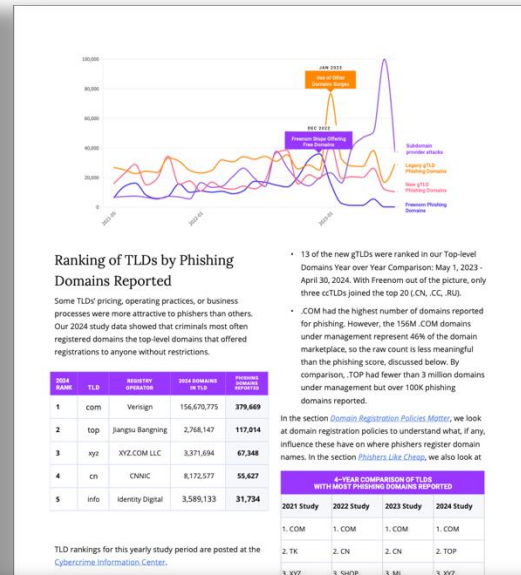 100,000
80,000
60,000
40,000
20,000
0
2021-05
2022-01
2023-01
JAN 2023
Use of Other
Domains Surges
DEC 2022
Freenom Stops Offering
Free Domains
Subdomain
provider attacks
Legacy gTLD
Phishing Domains
New gTLD
Phishing Domains
Freenom Phishing
Domains
Ranking of TLDs by Phishing
Domains Reported
Some TLDs' pricing, operating practices, or business
processes were more attractive to phishers than others.
Our 2024 study data showed that criminals most often
registered domains the top-level domains that offered
registrations to anyone without restrictions.
2024 RANK TLD REGISTRY OPERATOR 2024 DOMAINS IN TLD PHISHING DOMAINS REPORTED
1 com Verisign 156,670,775 379,669
2 top Jiangsu Bangning 2,768,147 117,014
3 xyz XYZ.COM LLC 3,371,694 67,348
4 cn CNNIC 8,172,577 55,627
5 info Identity Digital 3,589,133 31,734
TLD rankings for this yearly study period are posted at the
Cybercrime Information Center.
• 13 of the new gTLDs were ranked in our Top-level
Domains Year over Year Comparison: May 1, 2023 -
April 30, 2024. With Freenom out of the picture, only
three ccTLDs joined the top 20 (.CN, .CC, .RU).
• .COM had the highest number of domains reported
for phishing. However, the 156M .COM domains
under management represent 46% of the domain
marketplace, so the raw count is less meaningful
than the phishing score, discussed below. By
comparison, .TOP had fewer than 3 million domains
under management but over 100K phishing
domains reported.
In the section Domain Registration Policies Matter, we look
at domain registration policies to understand what, if any,
influence these have on where phishers register domain
names. In the section Phishers Like Cheap, we also look at
4-YEAR COMPARISON OF TLDS
WITH MOST PHISHING DOMAINS REPORTED
2021 Study 2022 Study 2023 Study 2024 Study
1. COM 1. COM 1. COM 1. COM
2. TK 2. CN 2. CN 2. TOP
3. XYZ 3. SHOP 3. ML 3. XYZ